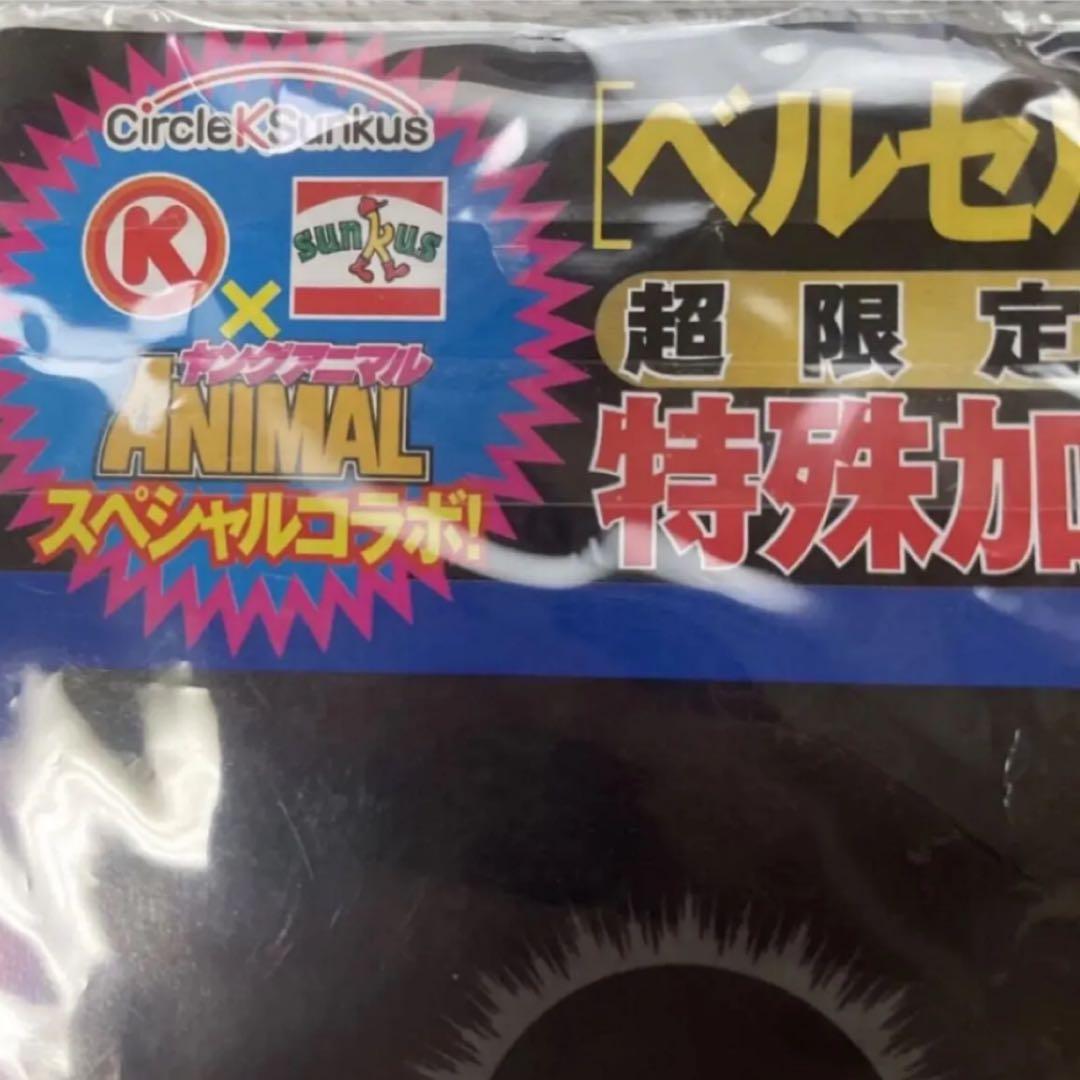 CircleKSunkus
K
sunkus
×
ヤングアニマル
ANIMAL
スペシャルコラボ!
[ベルセ
超限定
特殊加